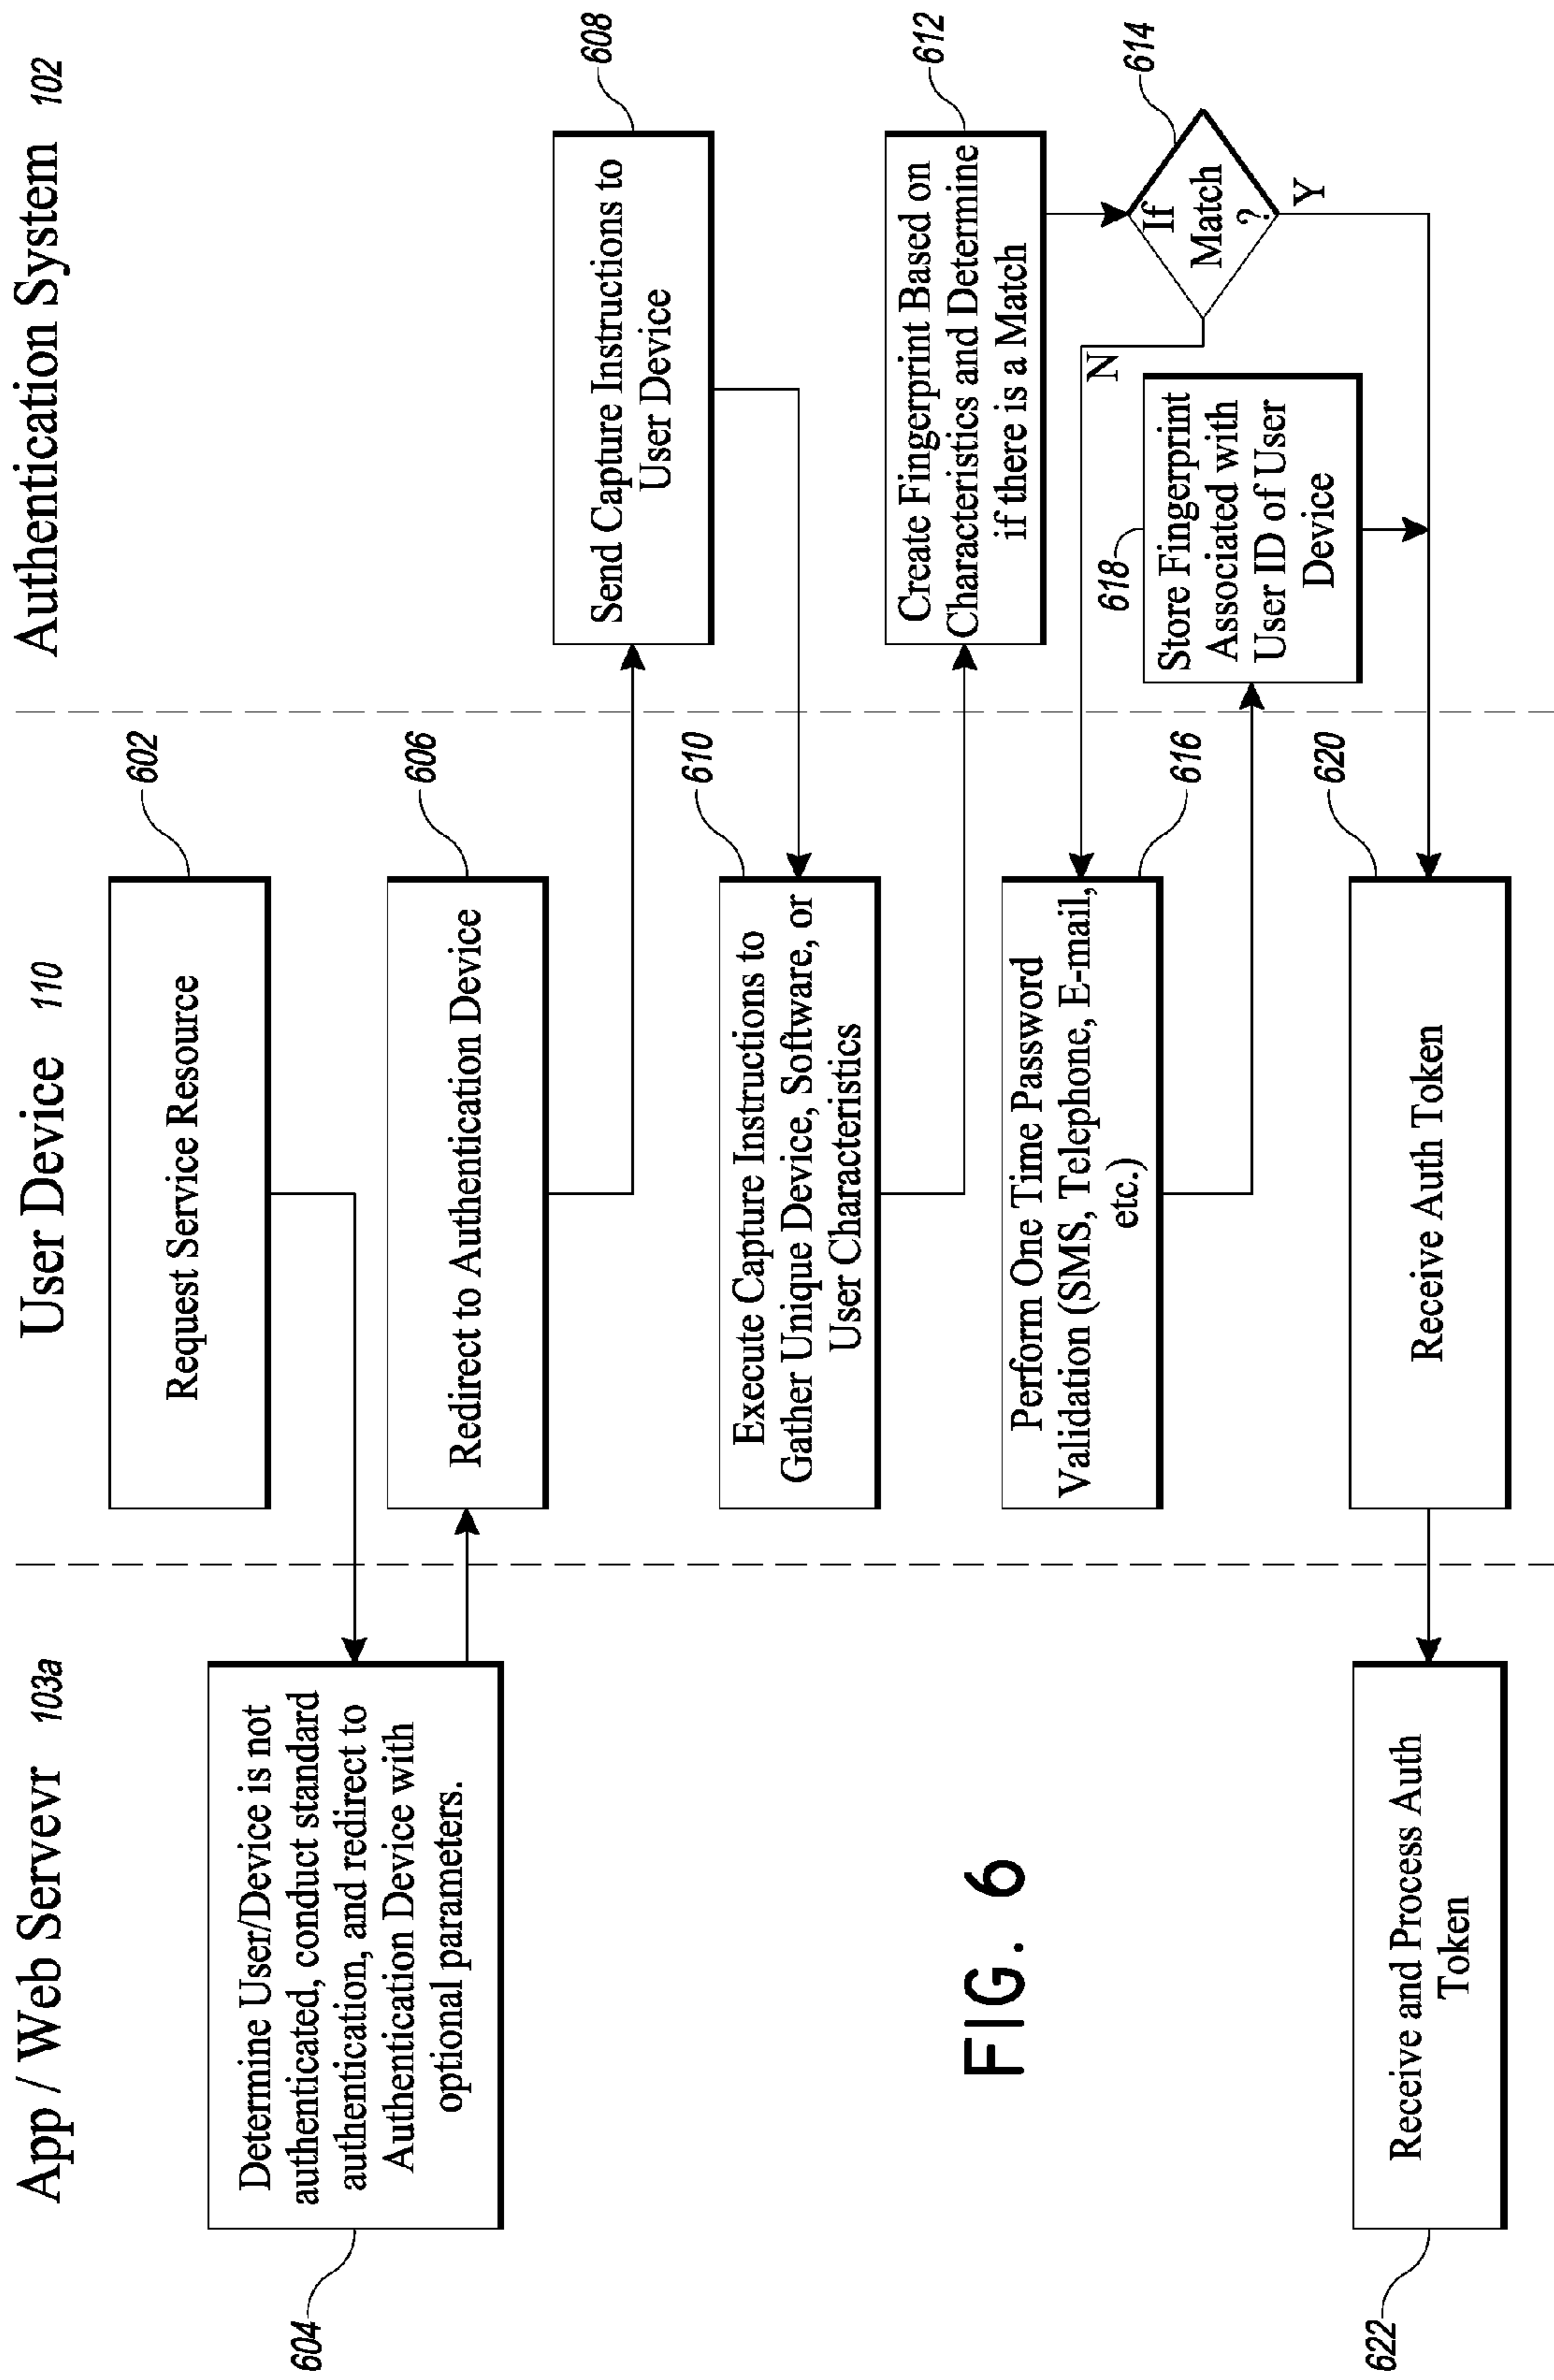 App / Web Servevr 103a
User Device 110
Authentication System 102
602
Request Service Resource
604
Determine User/Device is not
authenticated, conduct standard
authentication, and redirect to
Authentication Device with
optional parameters.
606
Redirect to Authentication Device
608
Send Capture Instructions to
User Device
610
Execute Capture Instructions to
Gather Unique Device, Software, or
User Characteristics
612
Create Fingerprint Based on
Characteristics and Determine
if there is a Match
614
If
Match
?
N
Y
616
Perform One Time Password
Validation (SMS, Telephone, E-mail,
etc.)
618
Store Fingerprint
Associated with
User ID of User
Device
620
Receive Auth Token
622
Receive and Process Auth
Token
FIG. 6